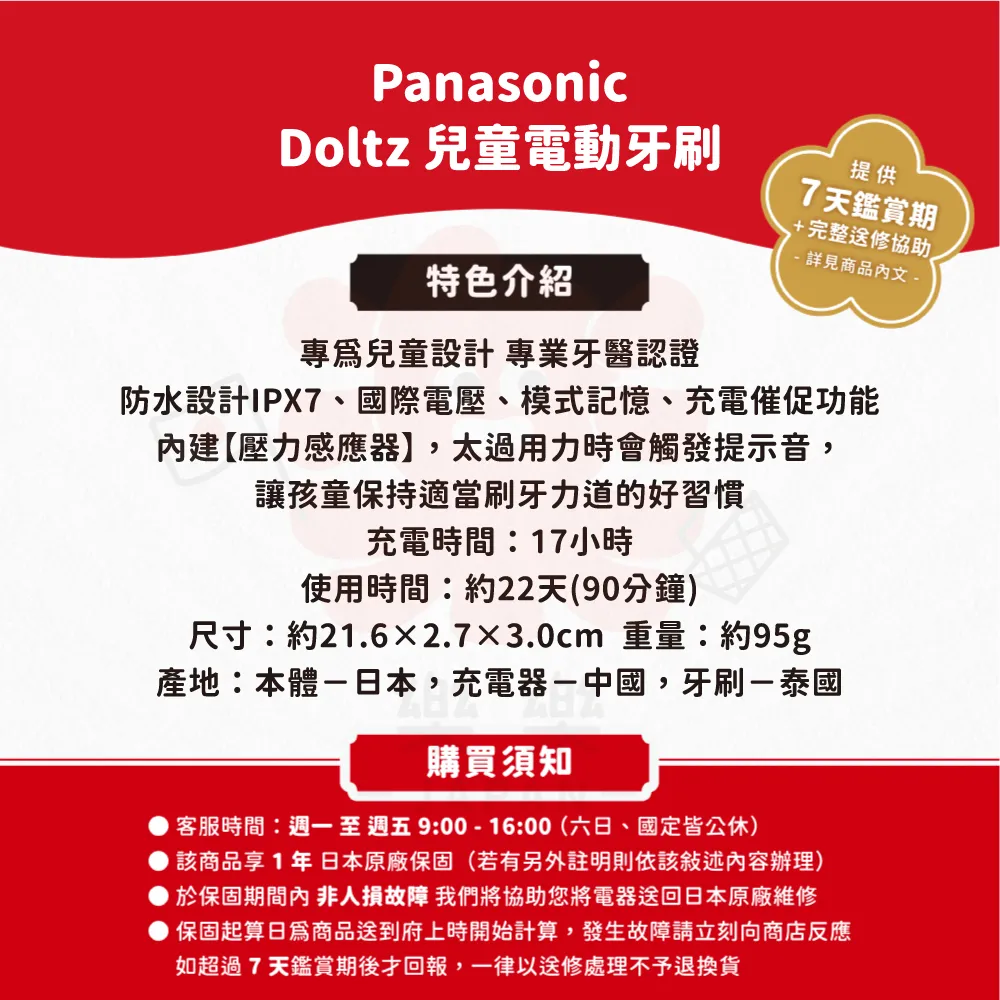 Panasonic
Doltz 兒童電動牙刷
提供
7天鑑賞期
+完整送修協助
- 詳見商品內文 -
特色介紹
專爲兒童設計 專業牙醫認證
防水設計IPX7、國際電壓、模式記憶、充電催促功能
內建【壓力感應器】，太過用力時會觸發提示音，
讓孩童保持適當刷牙力道的好習慣
充電時間：17小時
使用時間：約22天(90分鐘)
尺寸：約21.6×2.7×3.0cm 重量：約95g
產地：本體－日本，充電器－中國，牙刷－泰國
購買須知
● 客服時間：週一 至 週五 9:00 - 16:00（六日、國定皆公休）
● 該商品享 1 年 日本原廠保固（若有另外註明則依該敘述內容辦理）
● 於保固期間內 非人損故障 我們將協助您將電器送回日本原廠維修
● 保固起算日爲商品送到府上時開始計算，發生故障請立刻向商店反應
如超過 7 天鑑賞期後才回報，一律以送修處理不予退換貨